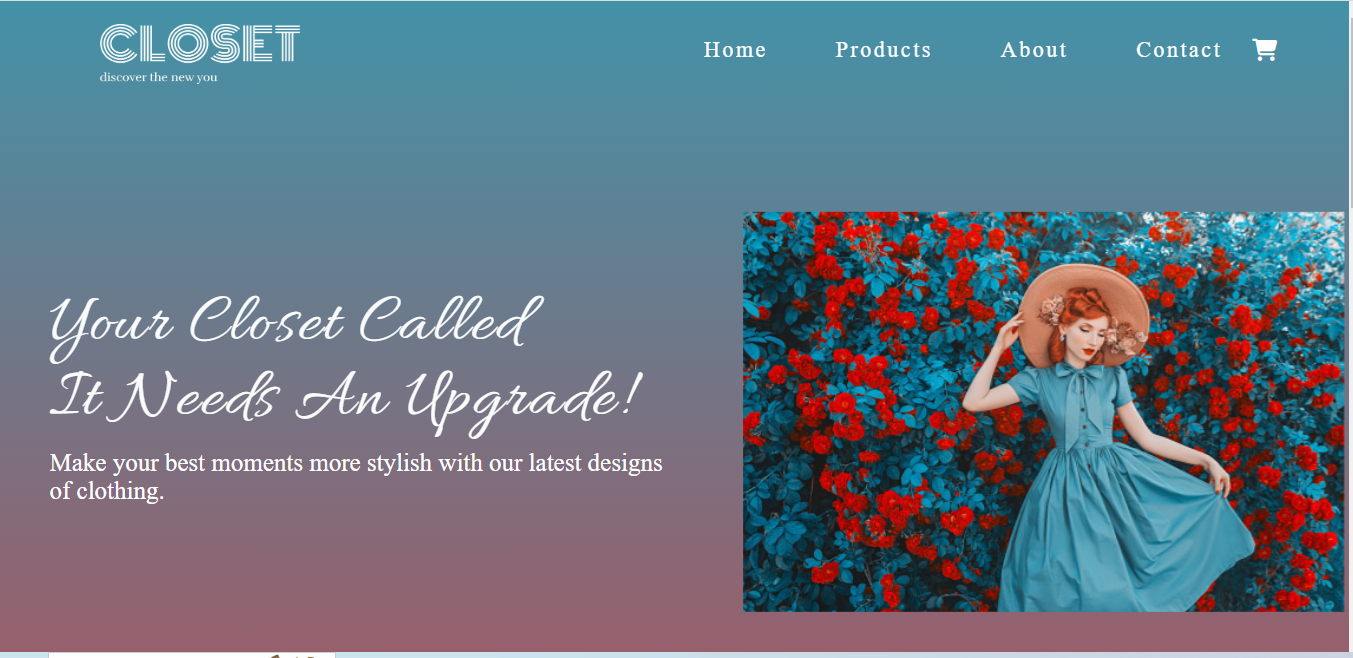 CLOSET
discover the new you
Home Products About Contact
Your Closet Called
It Needs An Upgrade!
Make your best moments more stylish with our latest designs
of clothing.